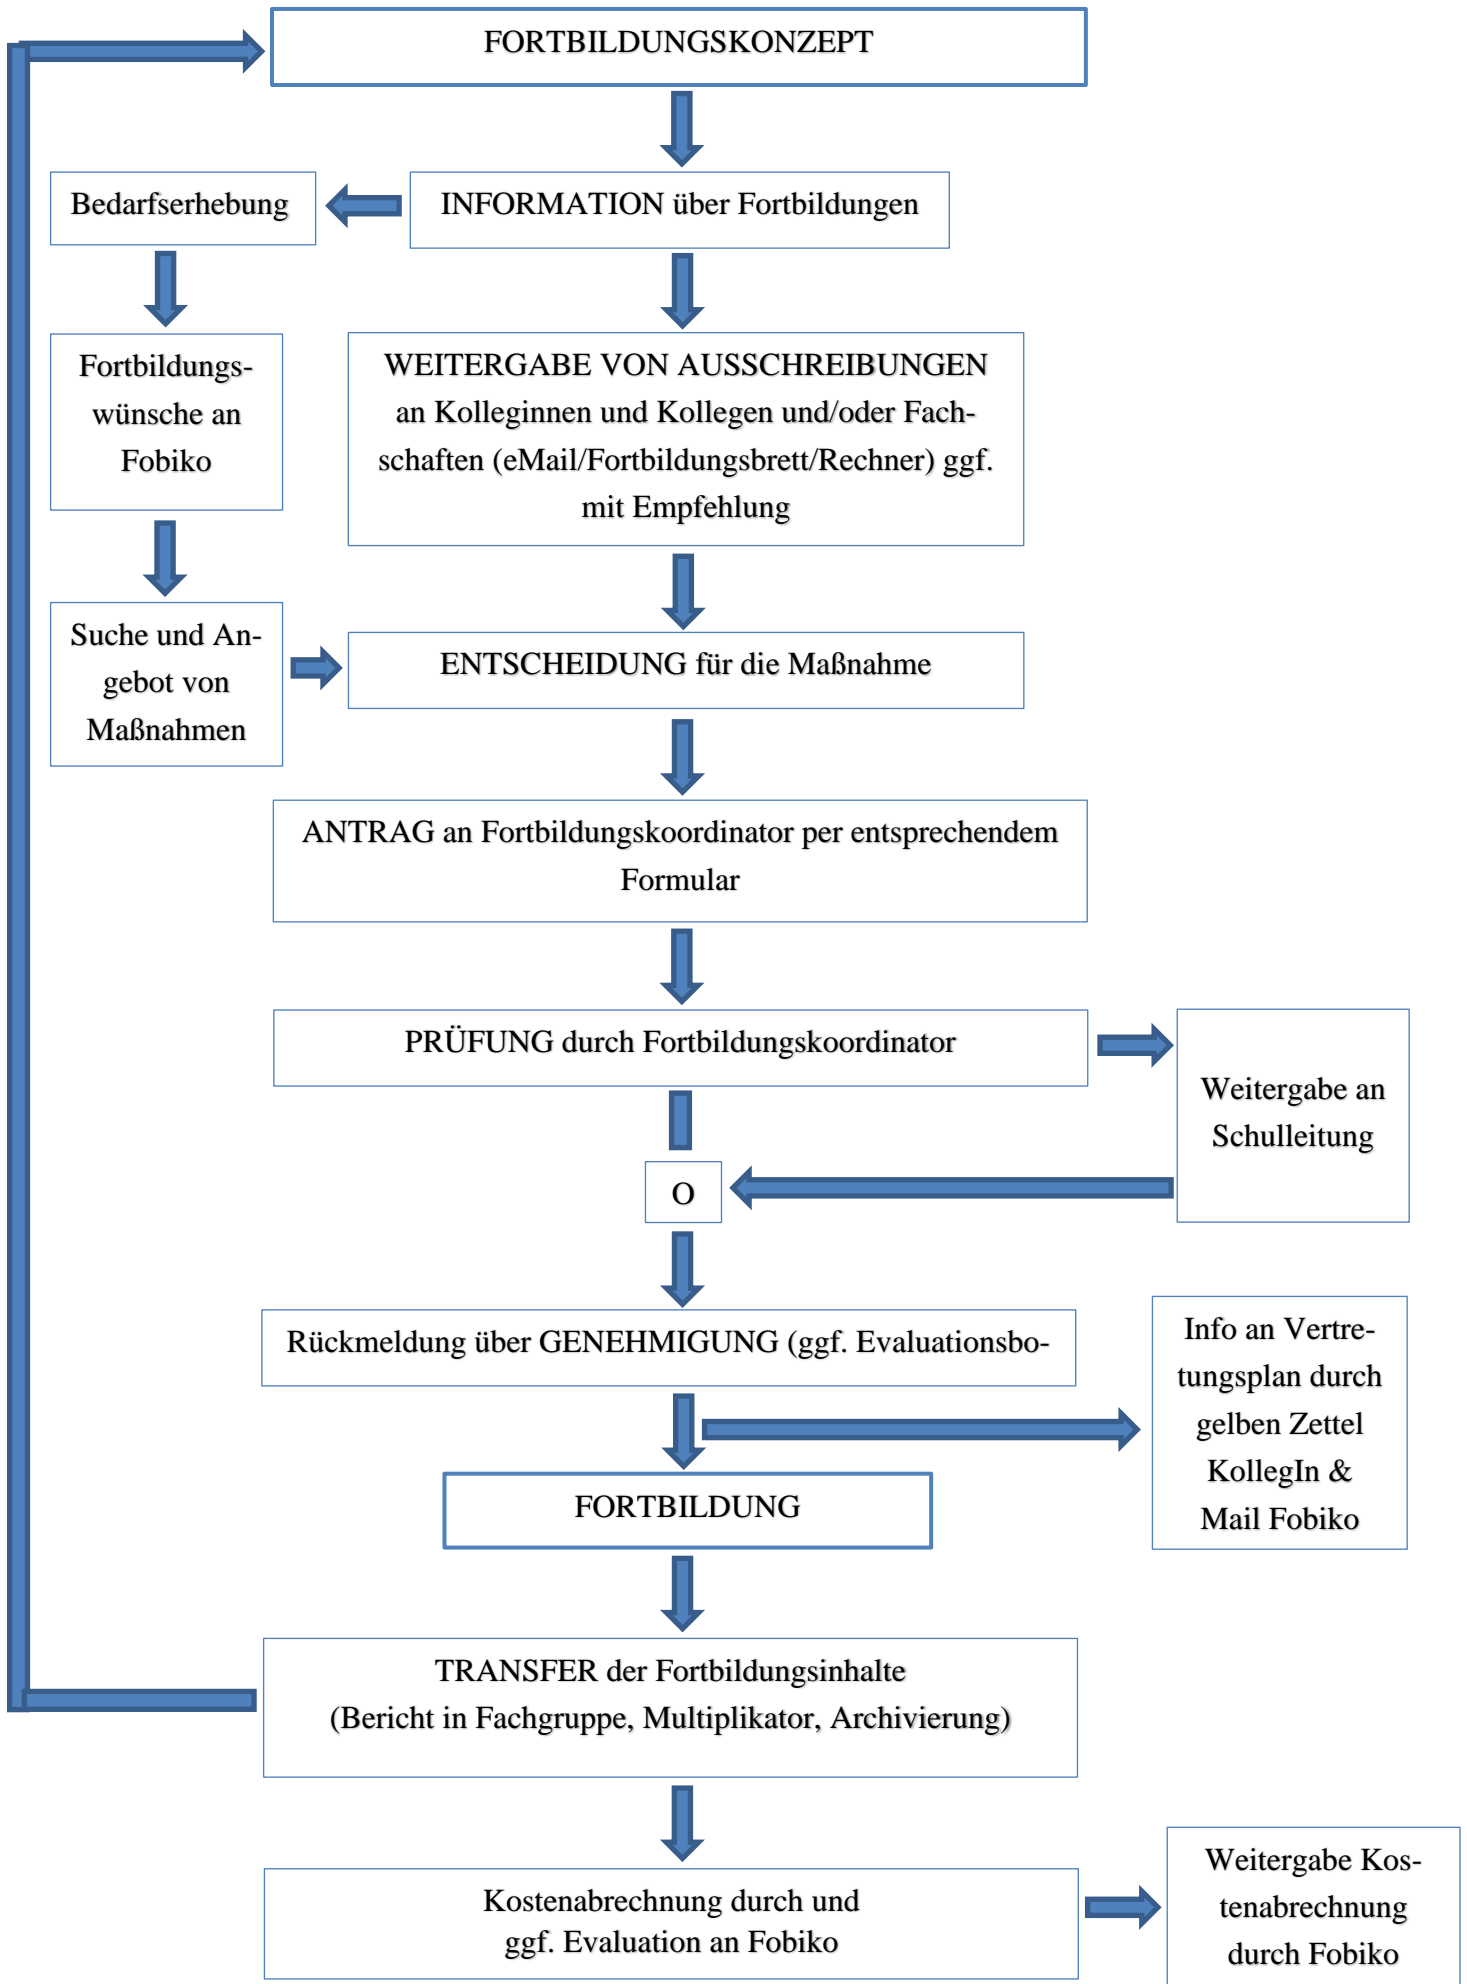 FORTBILDUNGSKONZEPT
Bedarfserhebung
INFORMATION über Fortbildungen
Fortbildungs-
wünsche an
Fobiko
WEITERGABE VON AUSSCHREIBUNGEN
an Kolleginnen und Kollegen und/oder Fach-
schaften (eMail/Fortbildungsbrett/Rechner) ggf.
mit Empfehlung
Suche und An-
gebot von
Maßnahmen
ENTSCHEIDUNG für die Maßnahme
ANTRAG an Fortbildungskoordinator per entsprechendem
Formular
PRÜFUNG durch Fortbildungskoordinator
Weitergabe an
Schulleitung
O
Rückmeldung über GENEHMIGUNG (ggf. Evaluationsbo-
Info an Vertre-
tungsplan durch
gelben Zettel
KollegIn &
Mail Fobiko
FORTBILDUNG
TRANSFER der Fortbildungsinhalte
(Bericht in Fachgruppe, Multiplikator, Archivierung)
Kostenabrechnung durch und
ggf. Evaluation an Fobiko
Weitergabe Kos-
tenabrechnung
durch Fobiko